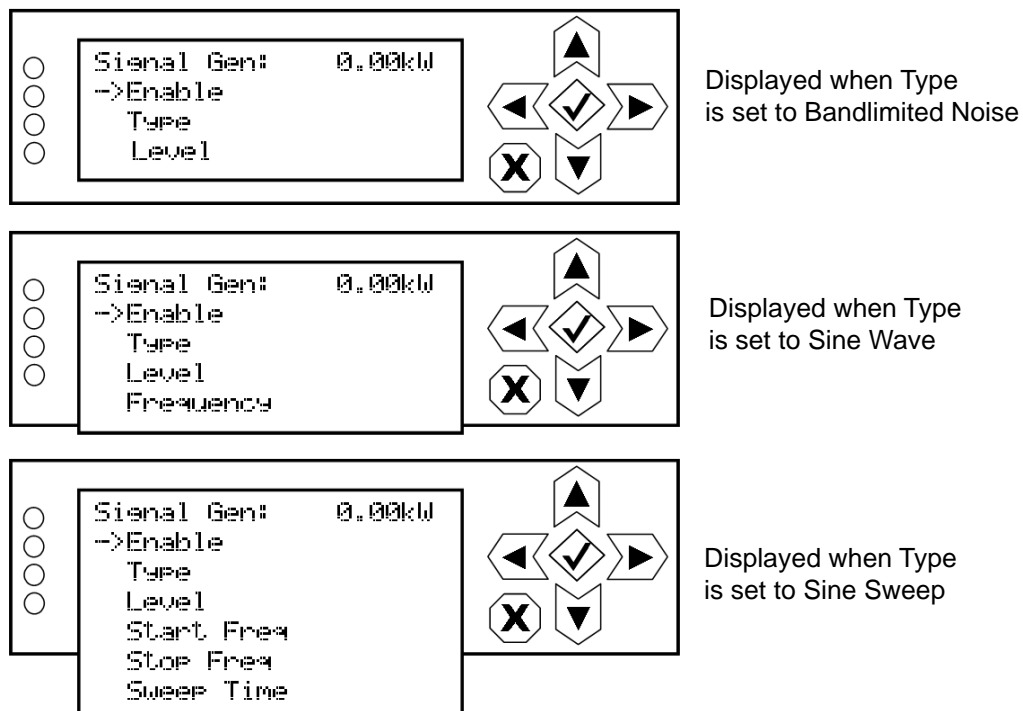 Signal Gen: 0.00kW
->Enable
Type
Level
Displayed when Type
is set to Bandlimited Noise
Signal Gen: 0.00kW
->Enable
Type
Level
Frequency
Displayed when Type
is set to Sine Wave
Signal Gen: 0.00kW
->Enable
Type
Level
Start Freq
Stop Freq
Sweep Time
X
X
X
Displayed when Type
is set to Sine Sweep